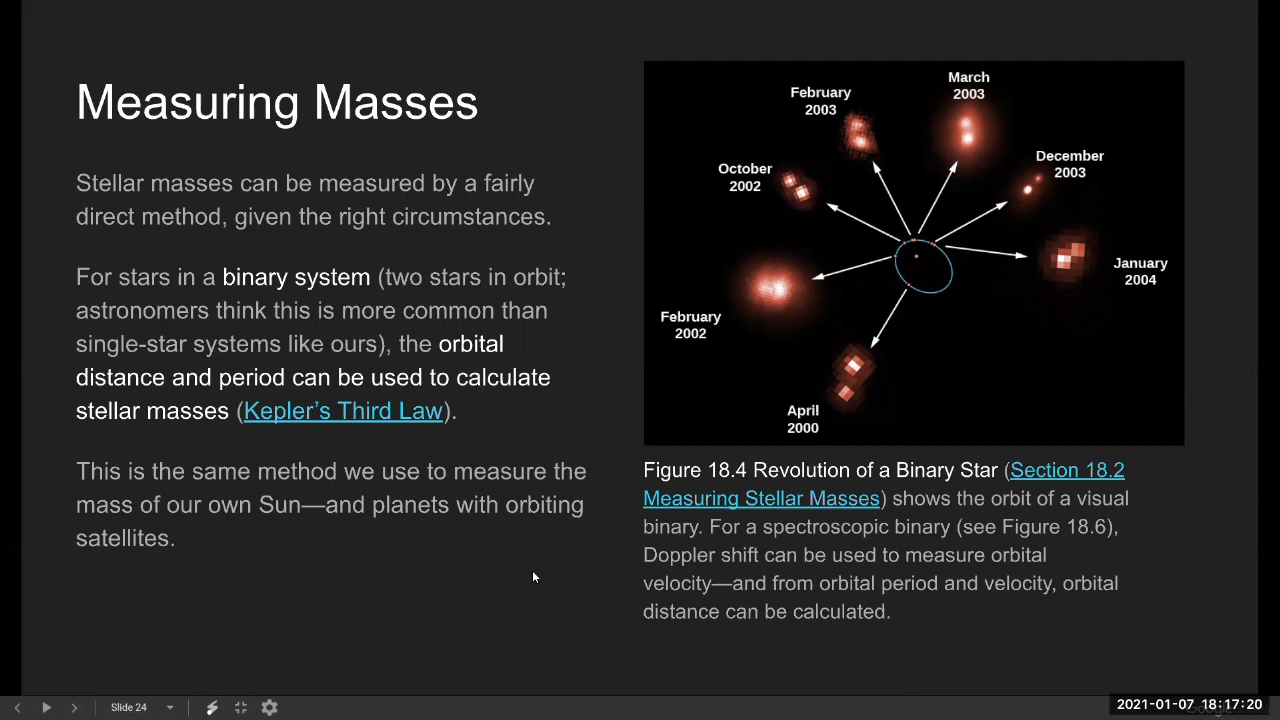 Measuring Masses
Stellar masses can be measured by a fairly
direct method, given the right circumstances.
For stars in a binary system (two stars in orbit;
astronomers think this is more common than
single-star systems like ours), the orbital
distance and period can be used to calculate
stellar masses (Kepler’s Third Law).
This is the same method we use to measure the
mass of our own Sun—and planets with orbiting
satellites.
February
2003
March
2003
October
2002
December
2003
January
2004
February
2002
April
2000
Figure 18.4 Revolution of a Binary Star (Section 18.2
Measuring Stellar Masses) shows the orbit of a visual
binary. For a spectroscopic binary (see Figure 18.6),
Doppler shift can be used to measure orbital
velocity—and from orbital period and velocity, orbital
distance can be calculated.
Slide 24
2021-01-07 18:17:20